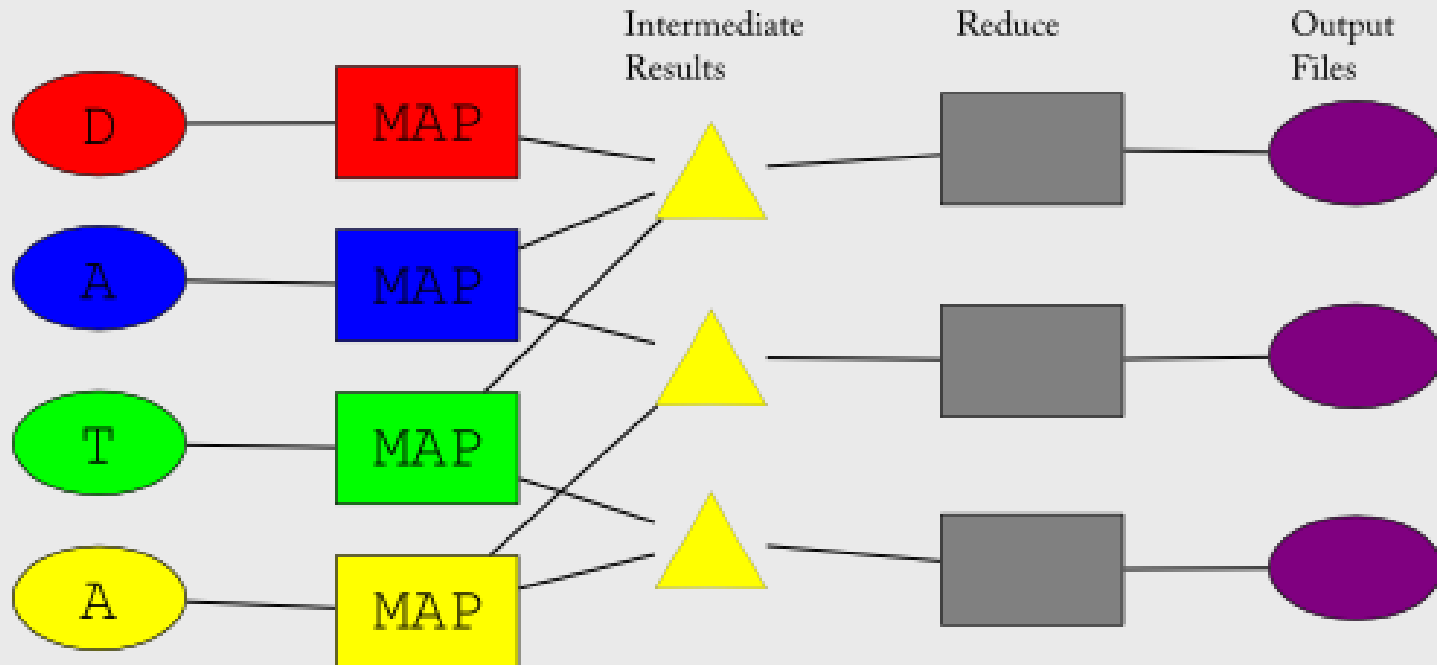 Intermediate
Results
Reduce
Output
Files
D
MAP
A
MAP
T
MAP
A
MAP